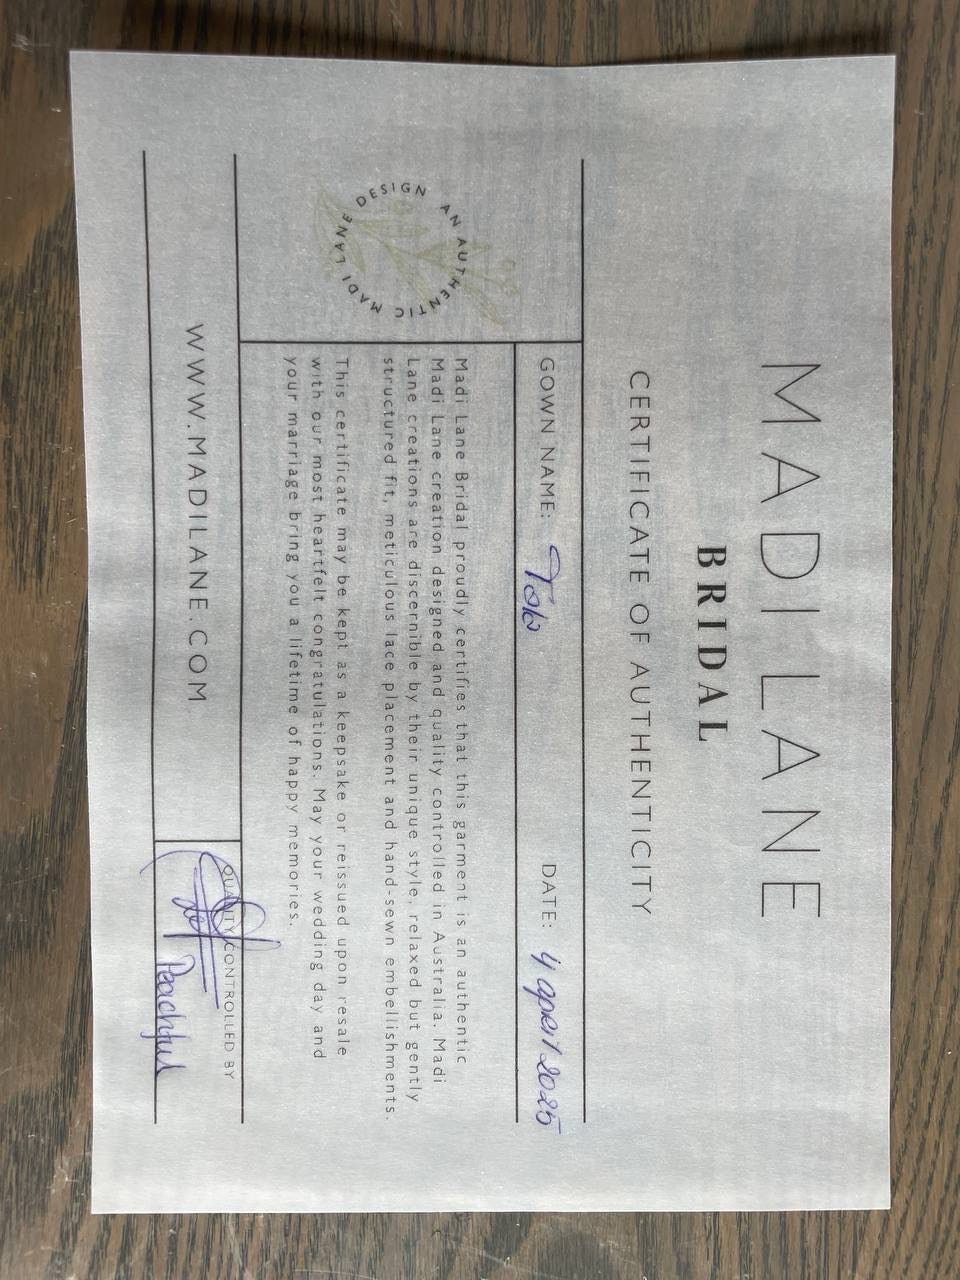 MADI LANE
BRIDAL
CERTIFICATE OF AUTHENTICITY
GOWN NAME:
DATE: 4 april 2025
AN AUTHENTIC MADI LANE DESIGN
Madi Lane Bridal proudly certifies that this garment is an authentic
Madi Lane creation designed and quality controlled in Australia. Madi
Lane creations are discernible by their unique style, relaxed but gently
structured fit, meticulous lace placement and hand-sewn embellishments.
This certificate may be kept as a keepsake or reissued upon resale
with our most heartfelt congratulations. May your wedding day and
your marriage bring you a lifetime of happy memories.
QUALITY CONTROLLED BY
WWW.MADILANE.COM